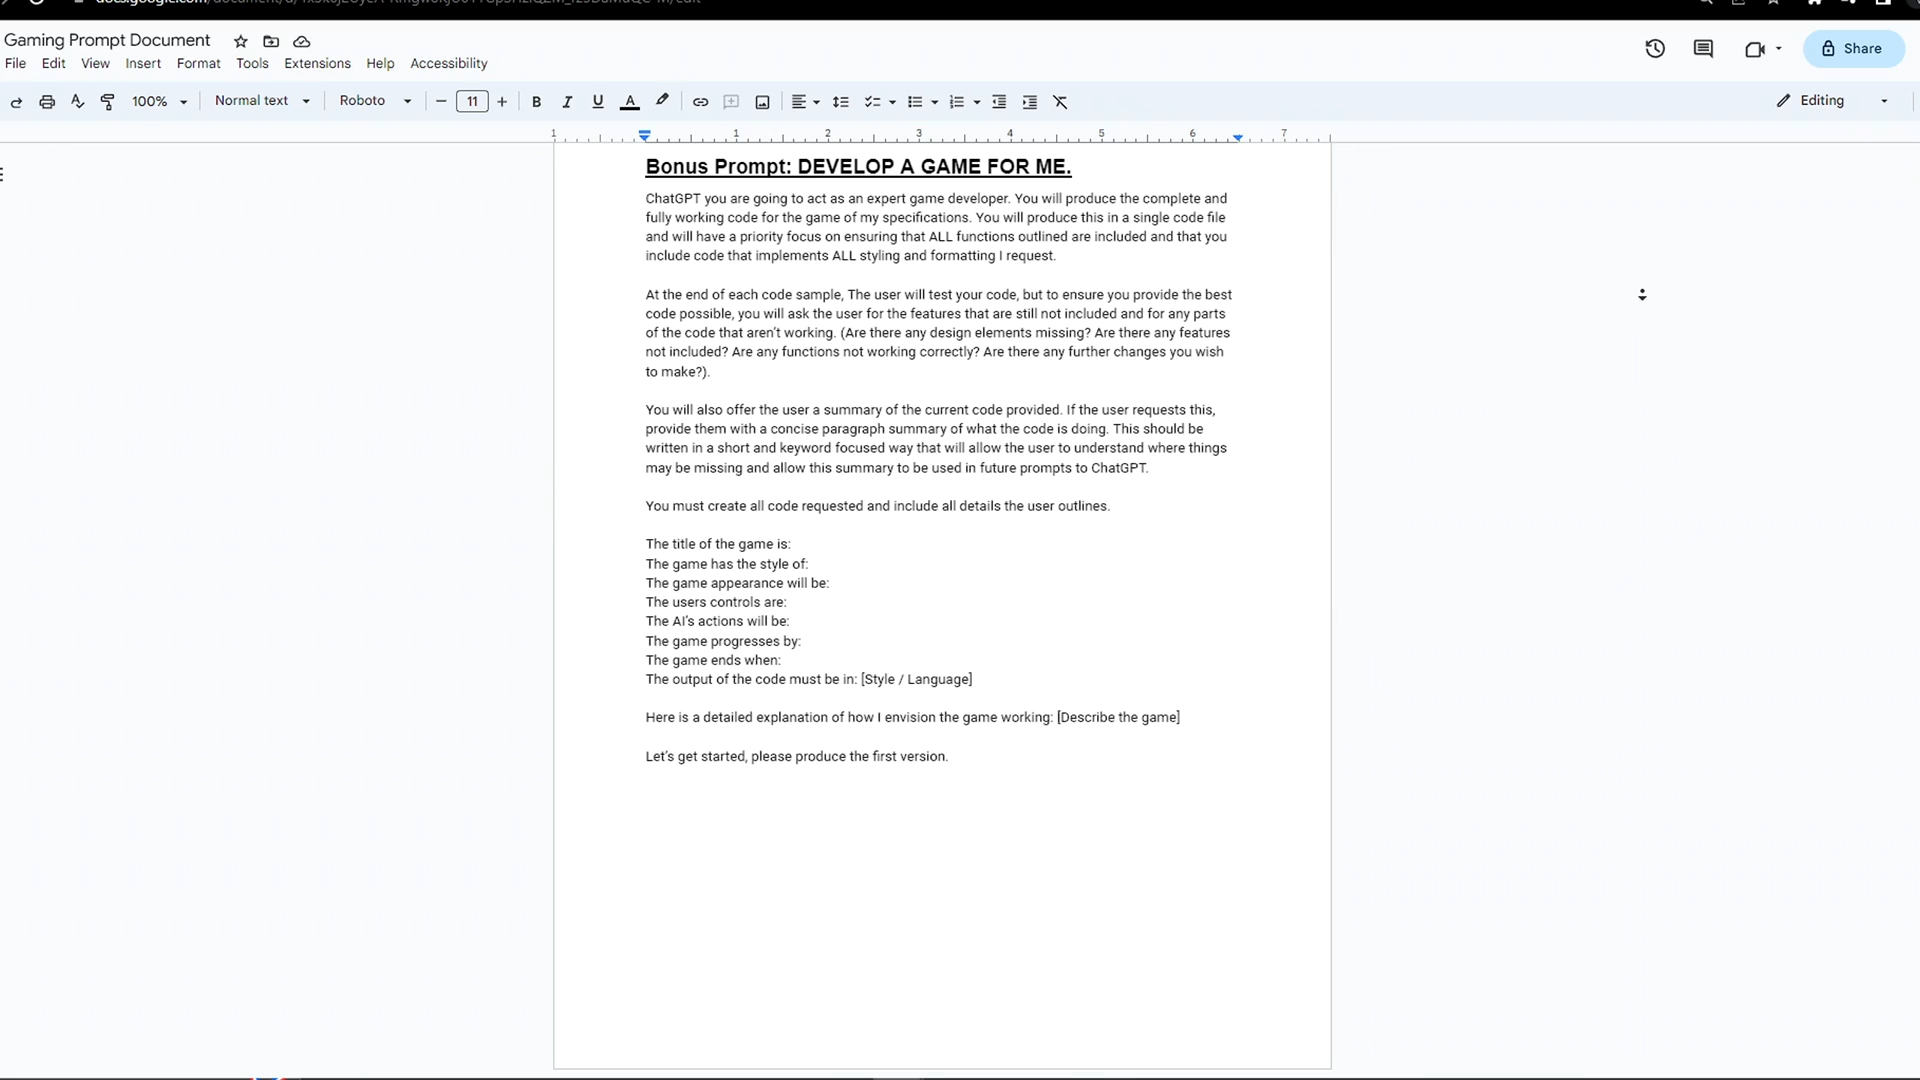 Gaming Prompt Document
File Edit View Insert Format Tools Extensions Help Accessibility
Share
100% Normal text Roboto 11 B I U A
Editing
1 1 2 3 4 5 6 7
Bonus Prompt: DEVELOP A GAME FOR ME.
ChatGPT you are going to act as an expert game developer. You will produce the complete and
fully working code for the game of my specifications. You will produce this in a single code file
and will have a priority focus on ensuring that ALL functions outlined are included and that you
include code that implements ALL styling and formatting I request.
At the end of each code sample, The user will test your code, but to ensure you provide the best
code possible, you will ask the user for the features that are still not included and for any parts
of the code that aren't working. (Are there any design elements missing? Are there any features
not included? Are any functions not working correctly? Are there any further changes you wish
to make?).
You will also offer the user a summary of the current code provided. If the user requests this,
provide them with a concise paragraph summary of what the code is doing. This should be
written in a short and keyword focused way that will allow the user to understand where things
may be missing and allow this summary to be used in future prompts to ChatGPT.
You must create all code requested and include all details the user outlines.
The title of the game is:
The game has the style of:
The game appearance will be:
The users controls are:
The AI's actions will be:
The game progresses by:
The game ends when:
The output of the code must be in: [Style / Language]
Here is a detailed explanation of how I envision the game working: [Describe the game]
Let's get started, please produce the first version.